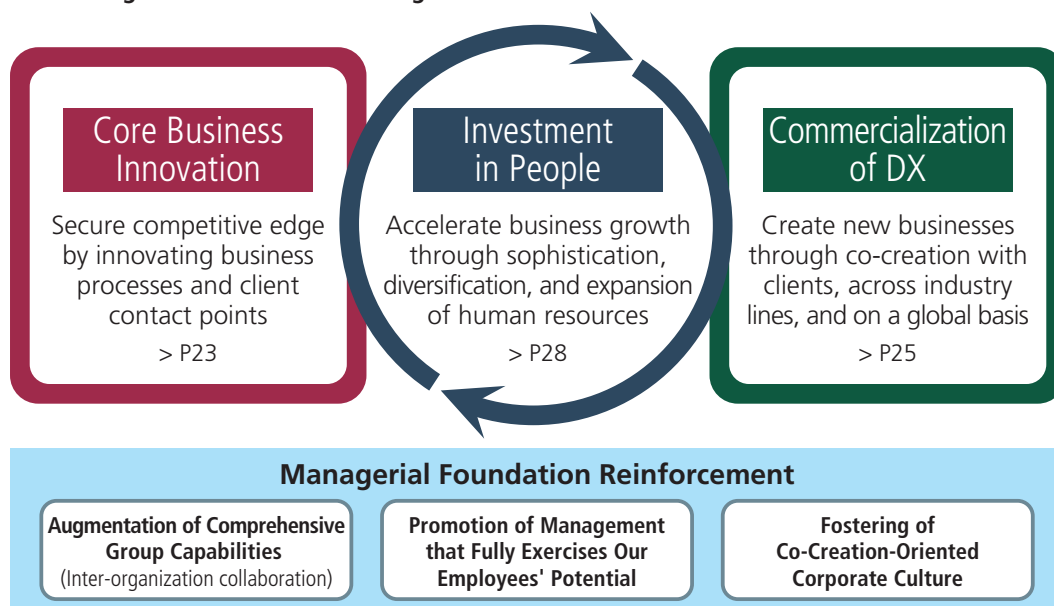 Core Business
Innovation
Secure competitive edge
by innovating business
processes and client
contact points
> P23
Investment
in People
Accelerate business growth
through sophistication,
diversification, and expansion
of human resources
> P28
Commercialization
of DX
Create new businesses
through co-creation with
clients, across industry
lines, and on a global basis
> P25
Managerial Foundation Reinforcement
Augmentation of Comprehensive
Group Capabilities
(Inter-organization collaboration)
Promotion of Management
that Fully Exercises Our
Employees' Potential
Fostering of
Co-Creation-Oriented
Corporate Culture